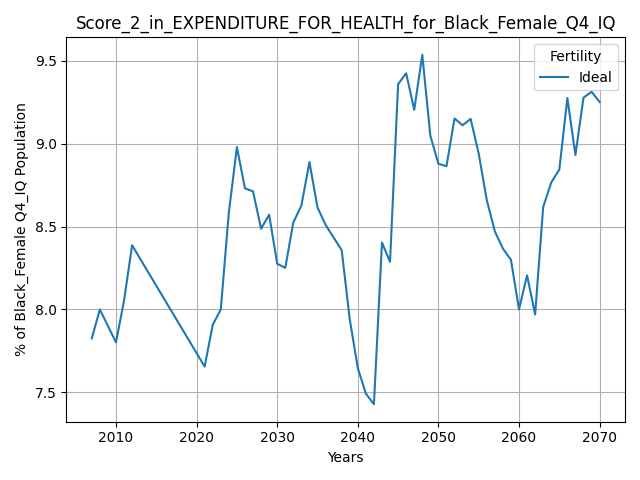 Score_2_in_EXPENDITURE_FOR_HEALTH_for_Black_Female_Q4_IQ
Fertility
Ideal
% of Black_Female Q4_IQ Population
9.5
9.0
8.5
8.0
7.5
2010 2020 2030 2040 2050 2060 2070
Years